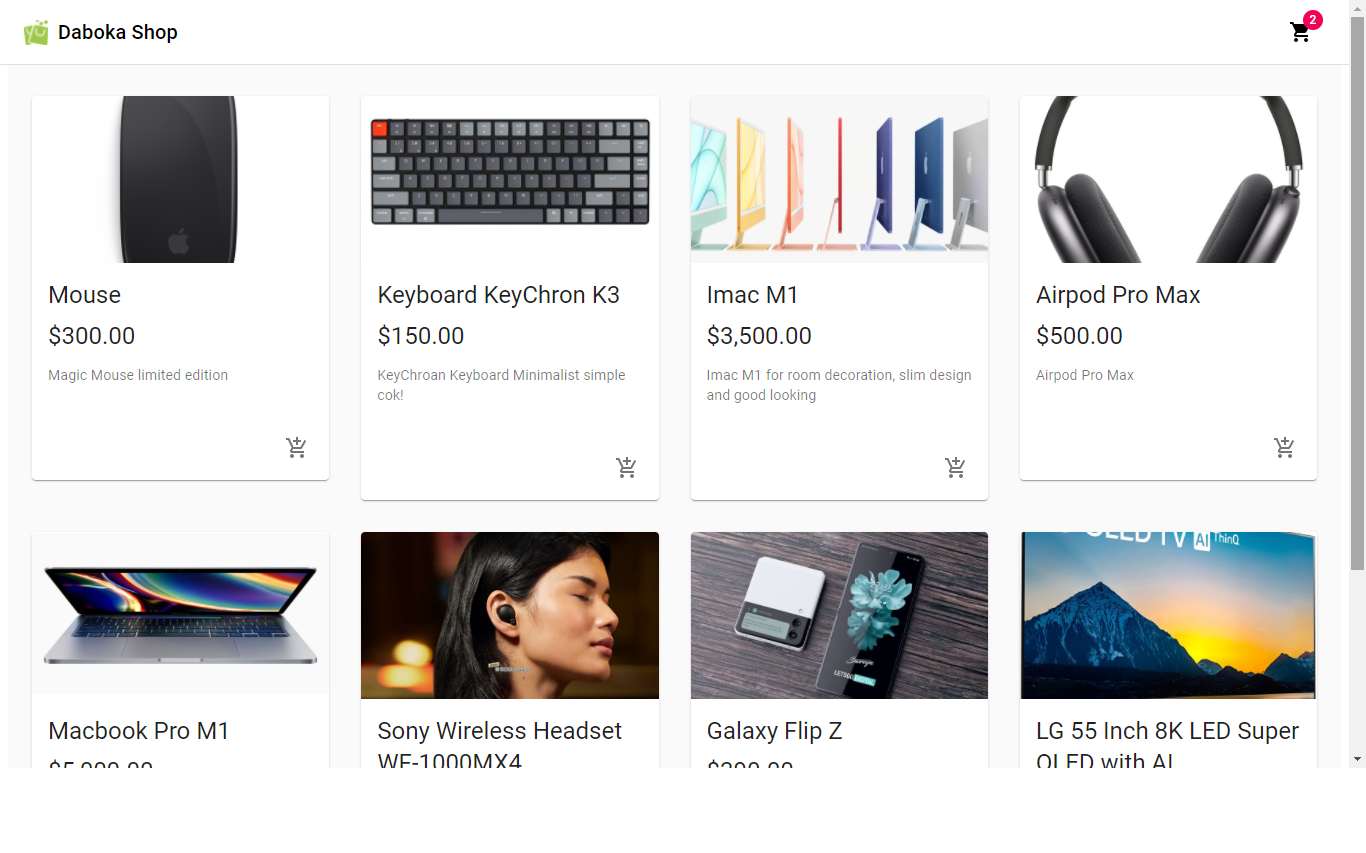 Daboka Shop
2
Mouse
$300.00
Magic Mouse limited edition
Keyboard KeyChron K3
$150.00
KeyChroan Keyboard Minimalist simple
cok!
Imac M1
$3,500.00
Imac M1 for room decoration, slim design
and good looking
Airpod Pro Max
$500.00
Airpod Pro Max
Macbook Pro M1
Sony Wireless Headset
WF-1000MX4
Galaxy Flip Z
LETSGODIGITAL
OLED TV AI ThinQ
LG 55 Inch 8K LED Super
OLED with AI